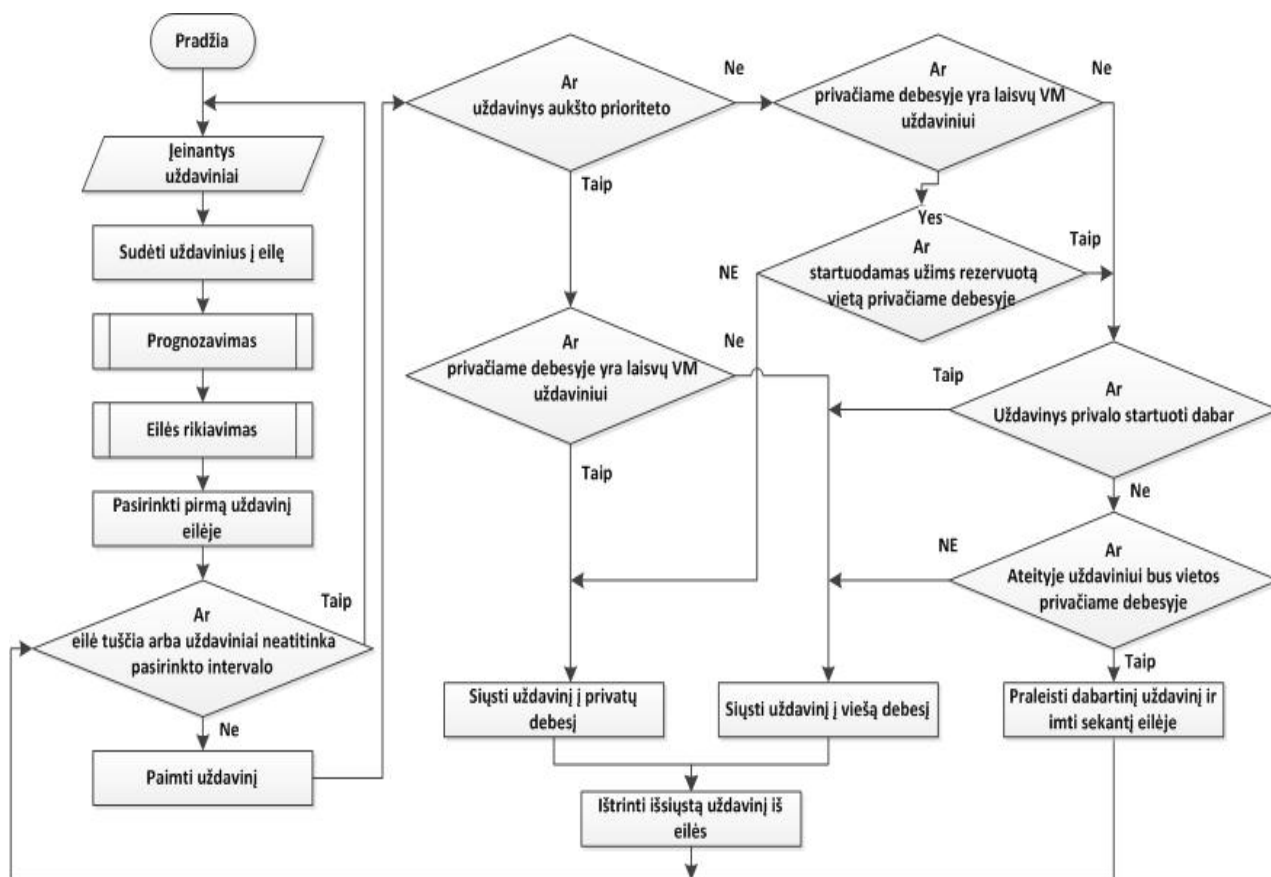 Pradžia
Įeinantys
uždaviniai
Sudėti uždavinius į eilę
Prognozavimas
Eilės rikiavimas
Pasirinkti pirmą uždavinį
eilėje
Ar
eilė tuščia arba uždaviniai neatitinka
pasirinkto intervalo
Taip
Ne
Paimti uždavinį
Ar
uždavinys aukšto prioriteto
Ne
Taip
Ar
privačiame debesyje yra laisvų VM
uždaviniui
Ne
Taip
Ar
privačiame debesyje yra laisvų VM
uždaviniui
Ne
Yes
Ar
startuodamas užims rezervuotą
vietą privačiame debesyje
Taip
NE
Ar
Uždavinys privalo startuoti dabar
Taip
Ne
Ar
Ateityje uždaviniui bus vietos
privačiame debesyje
NE
Taip
Siųsti uždavinį į privatų
debesį
Siųsti uždavinį į viešą debesį
Praleisti dabartinį uždavinį ir
imti sekantį eilėje
Ištrinti išsiųstą uždavinį iš
eilės